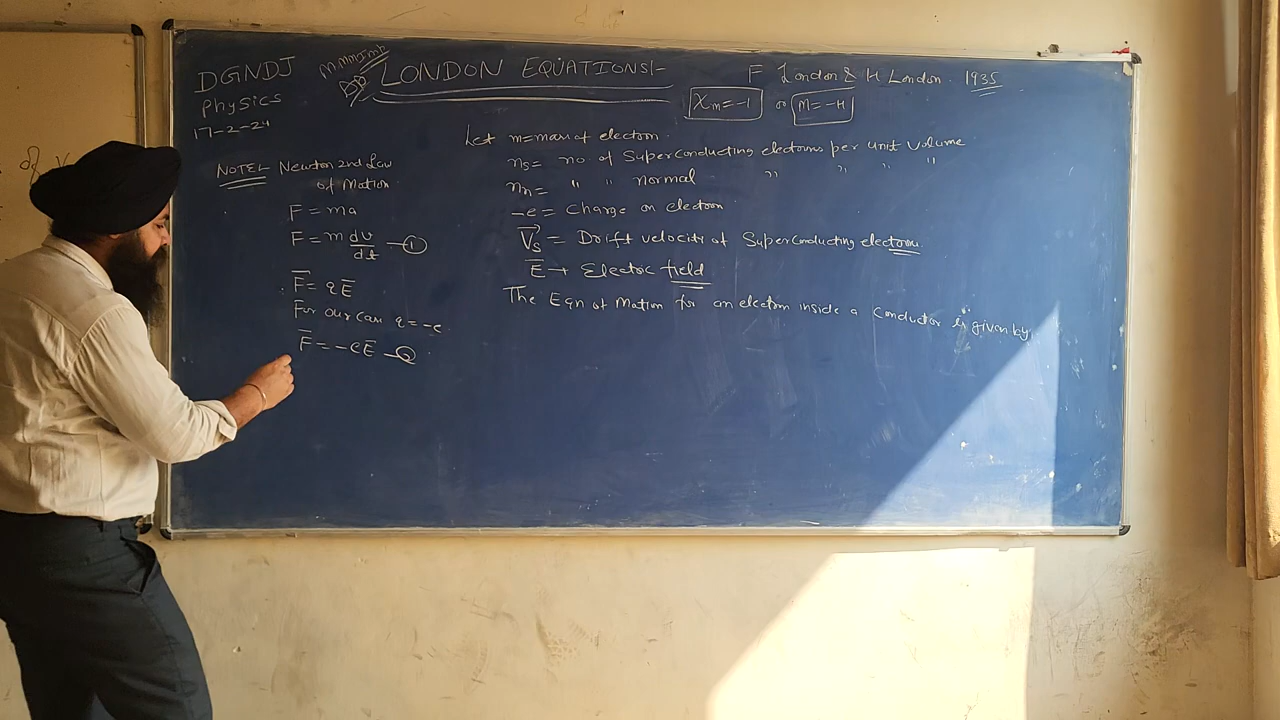 DGNDJ
Physics
17-2-24
MMMImp
LONDON EQUATIONS:-
F London & H London. 1935
χm=-1 or M=-H
NOTE:- Newton 2nd Law
of Motion
F = ma
F = m dv/dt —①
F̅ = qE̅
For our case q = -e
F̅ = -eE̅ —②
Let m=mass of electron.
ns= no of Superconducting electrons per unit volume
nn= " " normal " " " "
-e = Charge on electron
V⃗s = Drift velocity of Superconducting electrons.
E̅ → Electric field
The Eqn of Motion for an electron inside a conductor is given by